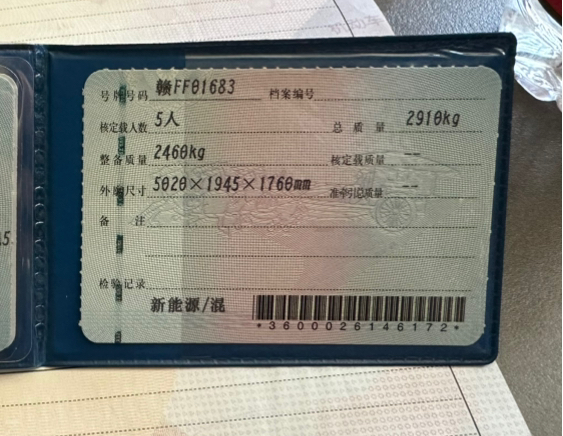 号牌号码 赣FF01683 档案编号
核定载人数 5人 总质量 2910kg
整备质量 2460kg 核定载质量 --
外廓尺寸 5020×1945×1760mm 准牵引总质量 --
备注
检验记录
新能源/混
*3600026146172*
5